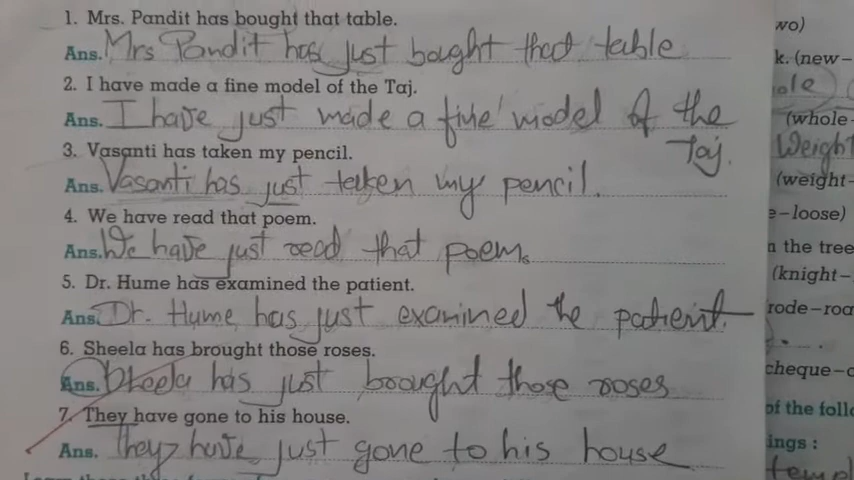 1. Mrs. Pandit has bought that table.
Ans. Mrs Pandit has just bought that table
2. I have made a fine model of the Taj.
Ans. I have just made a fine model of the
Taj.
3. Vasanti has taken my pencil.
Ans. Vasanti has just taken my pencil.
4. We have read that poem.
Ans. We have just read that poem.
5. Dr. Hume has examined the patient.
Ans. Dr. Hume has just examined the patient.
6. Sheela has brought those roses.
Ans. Sheela has just brought those roses
7. They have gone to his house.
Ans. They have just gone to his house
wo)
k. (new-
ole
(whole-
Weight
(weight-
e-loose)
n the tree
(knight-
rode-roa
cheque-c
of the follo
ings :
templ